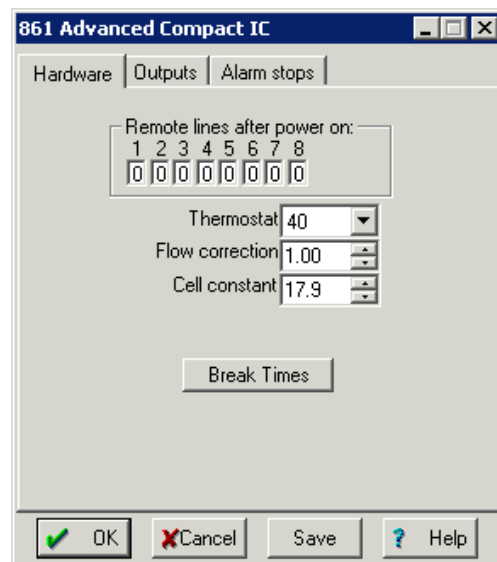 861 Advanced Compact IC
Hardware Outputs Alarm stops
Remote lines after power on:
1 2 3 4 5 6 7 8
0 0 0 0 0 0 0 0
Thermostat 40
Flow correction 1.00
Cell constant 17.9
Break Times
OK Cancel Save ? Help